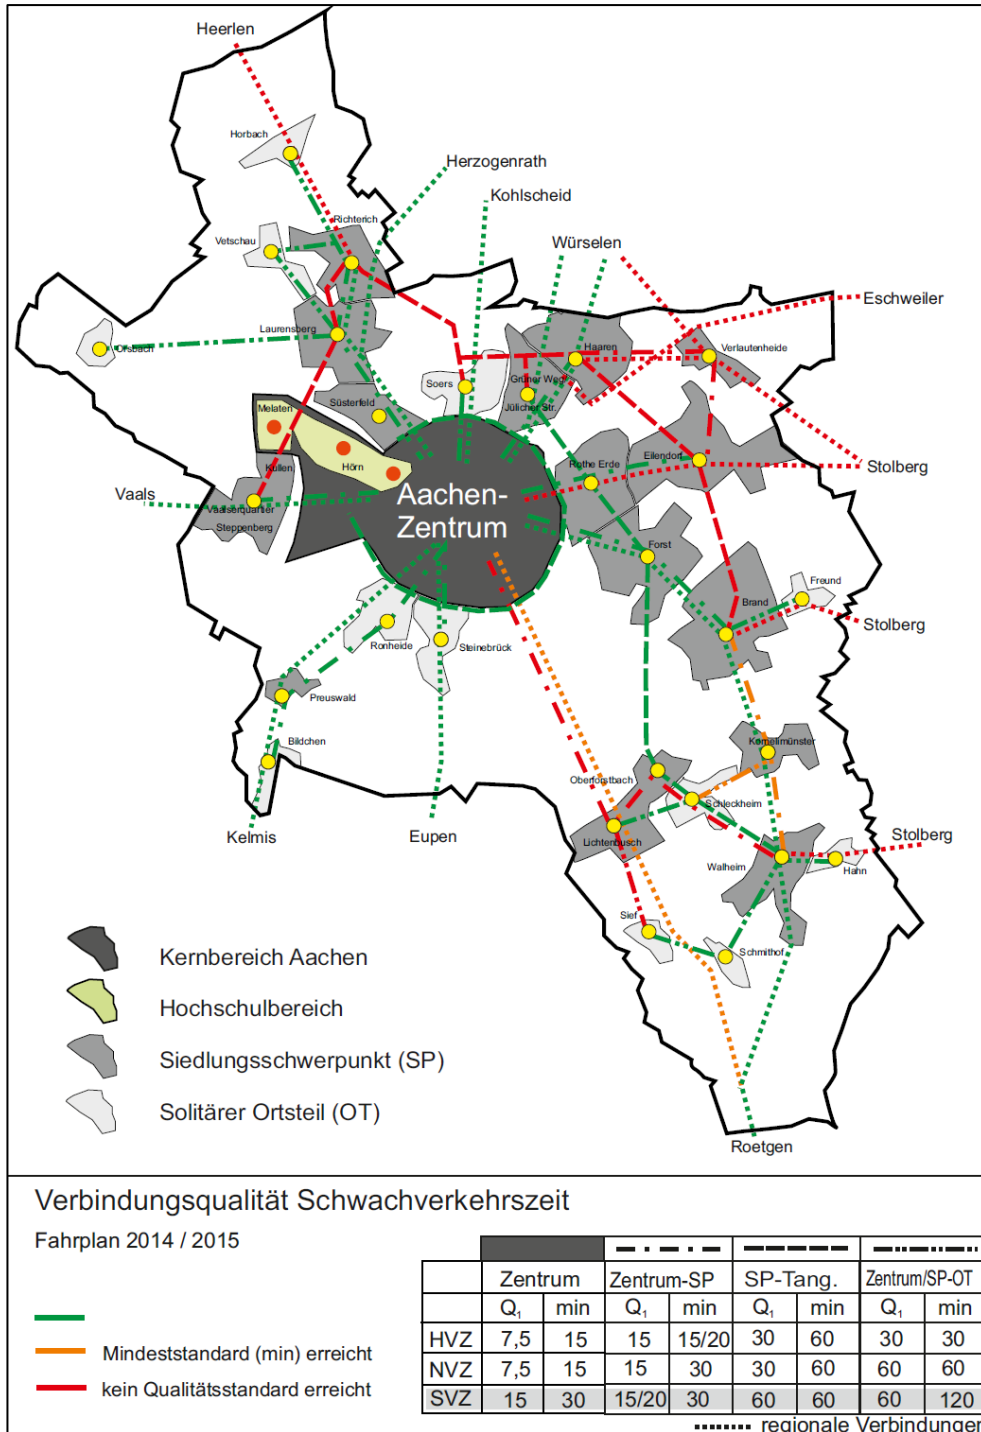 Heerlen
Horbach
Herzogenrath
Kohlscheid
Richterich
Würselen
Vetschau
Eschweiler
Laurensberg
Orsbach
Haaren
Verlautenheide
Soers
Grüner Weg/
Jülicher Str.
Süsterfeld
Melaten
Eilendorf
Rothe Erde
Stolberg
Kullen
Hörn
Vaals
Aachen-
Zentrum
Vaalserquartier
Steppenberg
Forst
Freund
Brand
Stolberg
Ronheide
Steinebrück
Preuswald
Kornelimünster
Bildchen
Oberforstbach
Schleckheim
Kelmis
Eupen
Lichtenbusch
Stolberg
Walheim
Hahn
Sief
Schmithof
Kernbereich Aachen
Hochschulbereich
Siedlungsschwerpunkt (SP)
Solitärer Ortsteil (OT)
Roetgen
Verbindungsqualität Schwachverkehrszeit
Fahrplan 2014 / 2015
Mindeststandard (min) erreicht
kein Qualitätsstandard erreicht
Zentrum Zentrum-SP SP-Tang. Zentrum/SP-OT
Q₁ min Q₁ min Q₁ min Q₁ min
HVZ 7,5 15 15 15/20 30 60 30 30
NVZ 7,5 15 15 30 30 60 60 60
SVZ 15 30 15/20 30 60 60 60 120
regionale Verbindungen